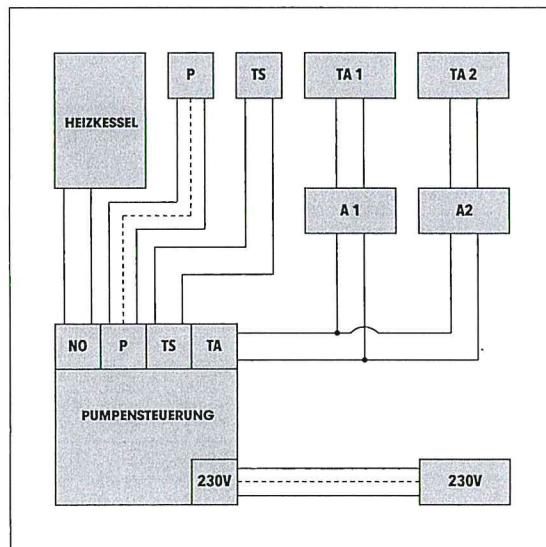 P
TS
TA 1
TA 2
HEIZKESSEL
A 1
A2
NO
P
TS
TA
PUMPENSTEUERUNG
230V
230V